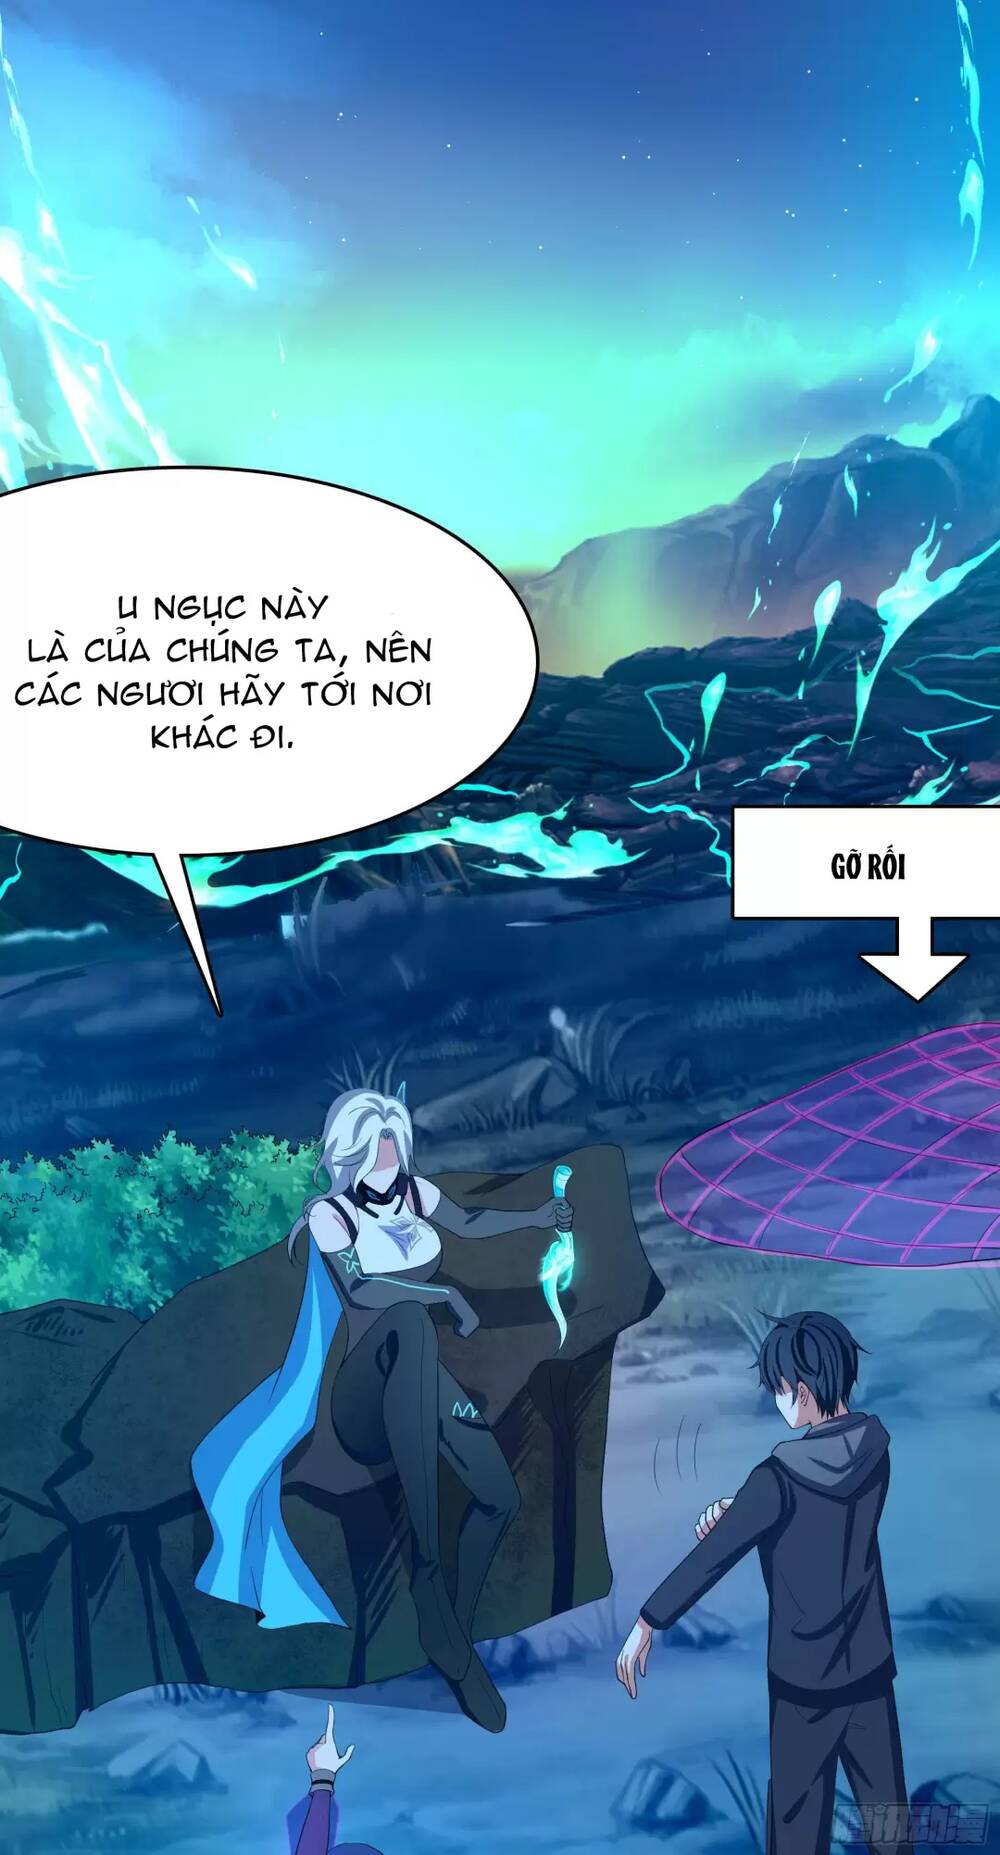 U NGỤC NÀY
LÀ CỦA CHÚNG TA, NÊN
CÁC NGƯƠI HÃY TỚI NƠI
KHÁC ĐI.
GỠ RỐI